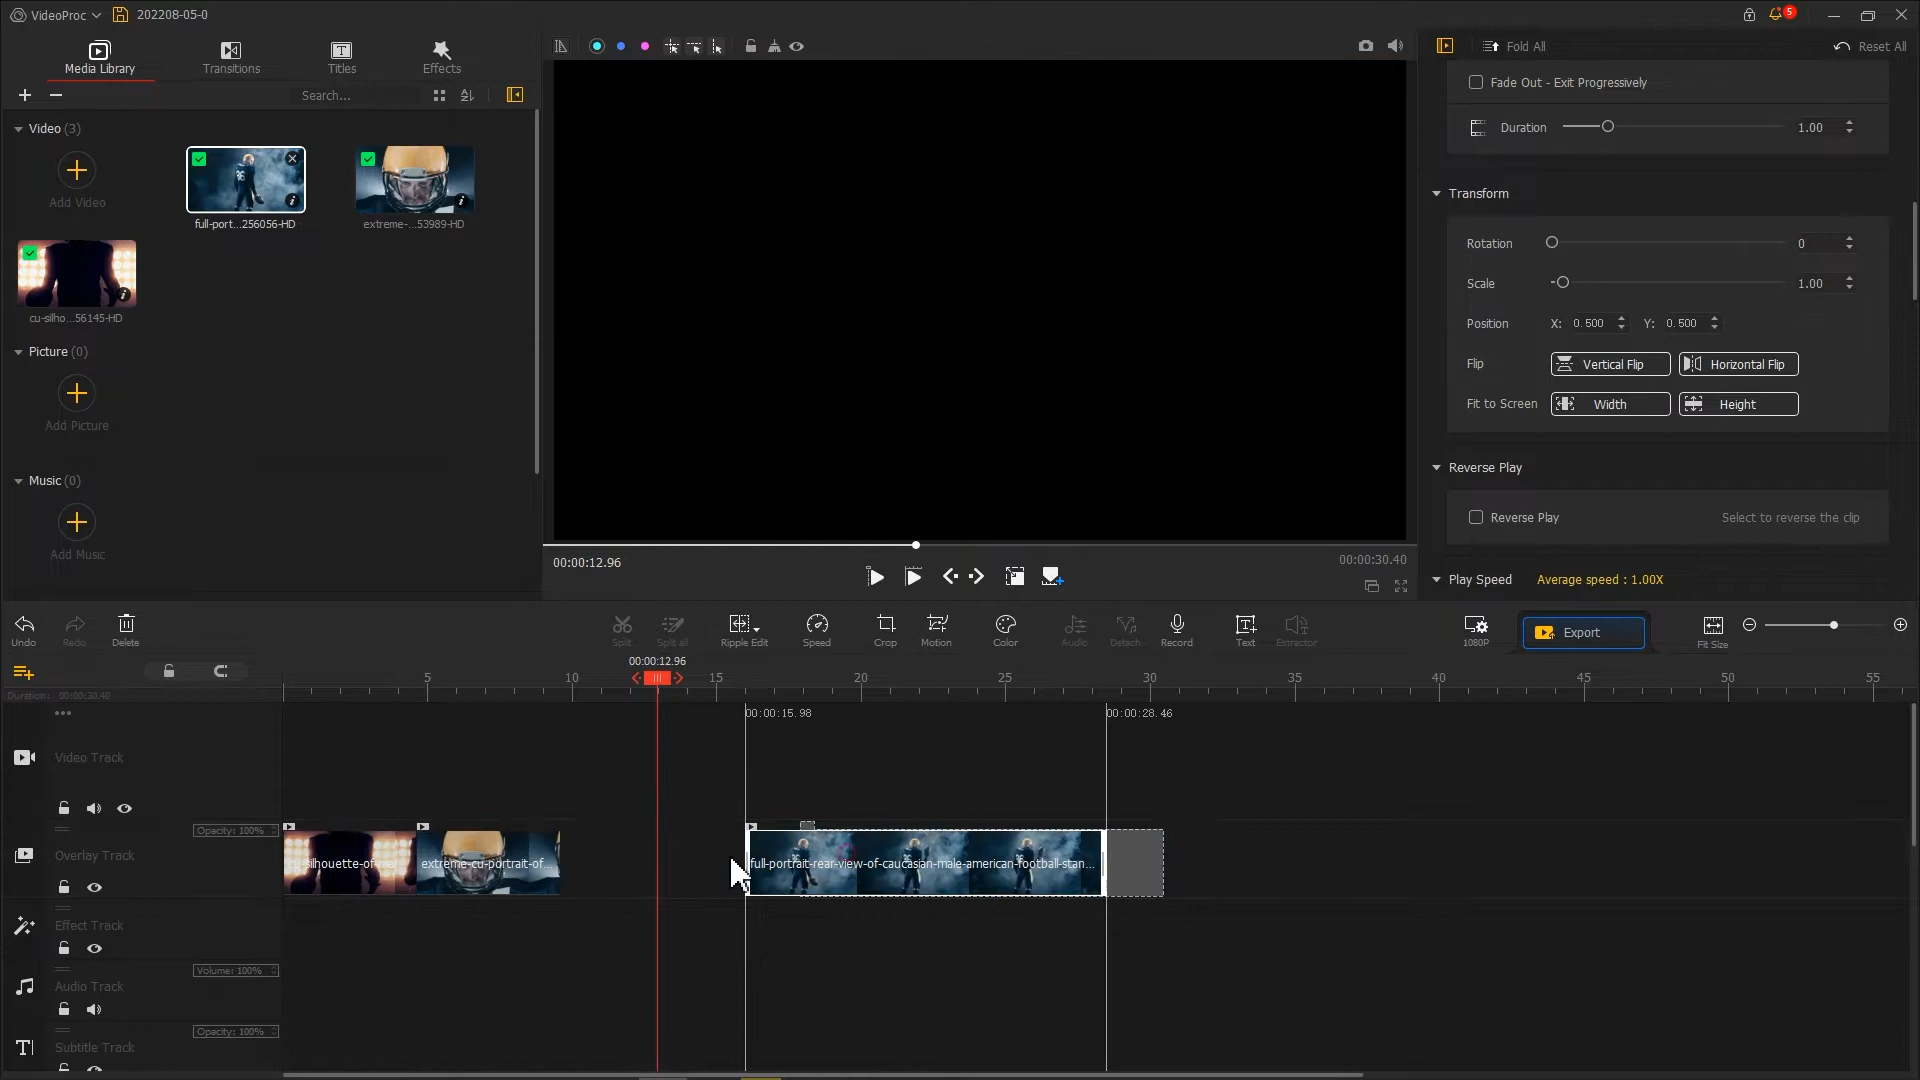 VideoProc
202208-05-0
5
Media Library
Transitions
Titles
Effects
Fold All
Reset All
Search...
Fade Out - Exit Progressively
Duration
1.00
Video (3)
Add Video
full-port...256056-HD
extreme-...53989-HD
cu-silho...56145-HD
Picture (0)
Add Picture
Music (0)
Add Music
Transform
Rotation
0
Scale
1.00
Position
X: 0.500
Y: 0.500
Flip
Vertical Flip
Horizontal Flip
Fit to Screen
Width
Height
Reverse Play
Reverse Play
Select to reverse the clip
Play Speed
Average speed : 1.00X
00:00:12.96
00:00:30.40
Undo
Redo
Delete
Split
Split all
Ripple Edit
Speed
Crop
Motion
Color
Audio
Detach
Record
Text
Extractor
1080P
Export
Fit Size
00:00:12.96
5
10
15
20
25
30
35
40
45
50
55
Duration: 00:00:30.40
00:00:15.98
00:00:28.46
Video Track
Opacity: 100%
Overlay Track
extreme-cu-portrait-of...
full-portrait-rear-view-of-caucasian-male-american-football-stan...
Effect Track
Volume: 100%
Audio Track
Opacity: 100%
Subtitle Track